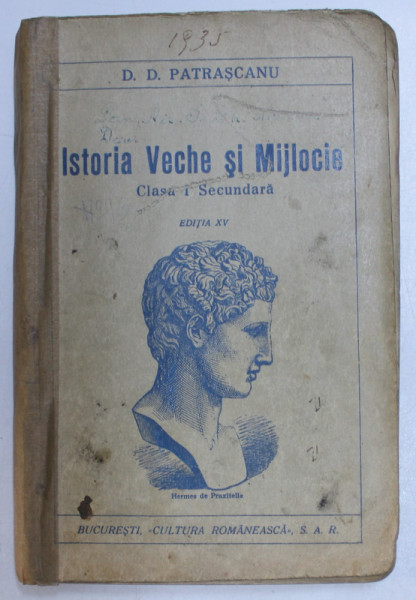 1935
D. D. PATRAȘCANU
Istoria Veche și Mijlocie
Clasa I Secundară
EDIȚIA XV
Hermes de Praxitelle
BUCUREȘTI, «CULTURA ROMÂNEASCĂ», S. A. R.